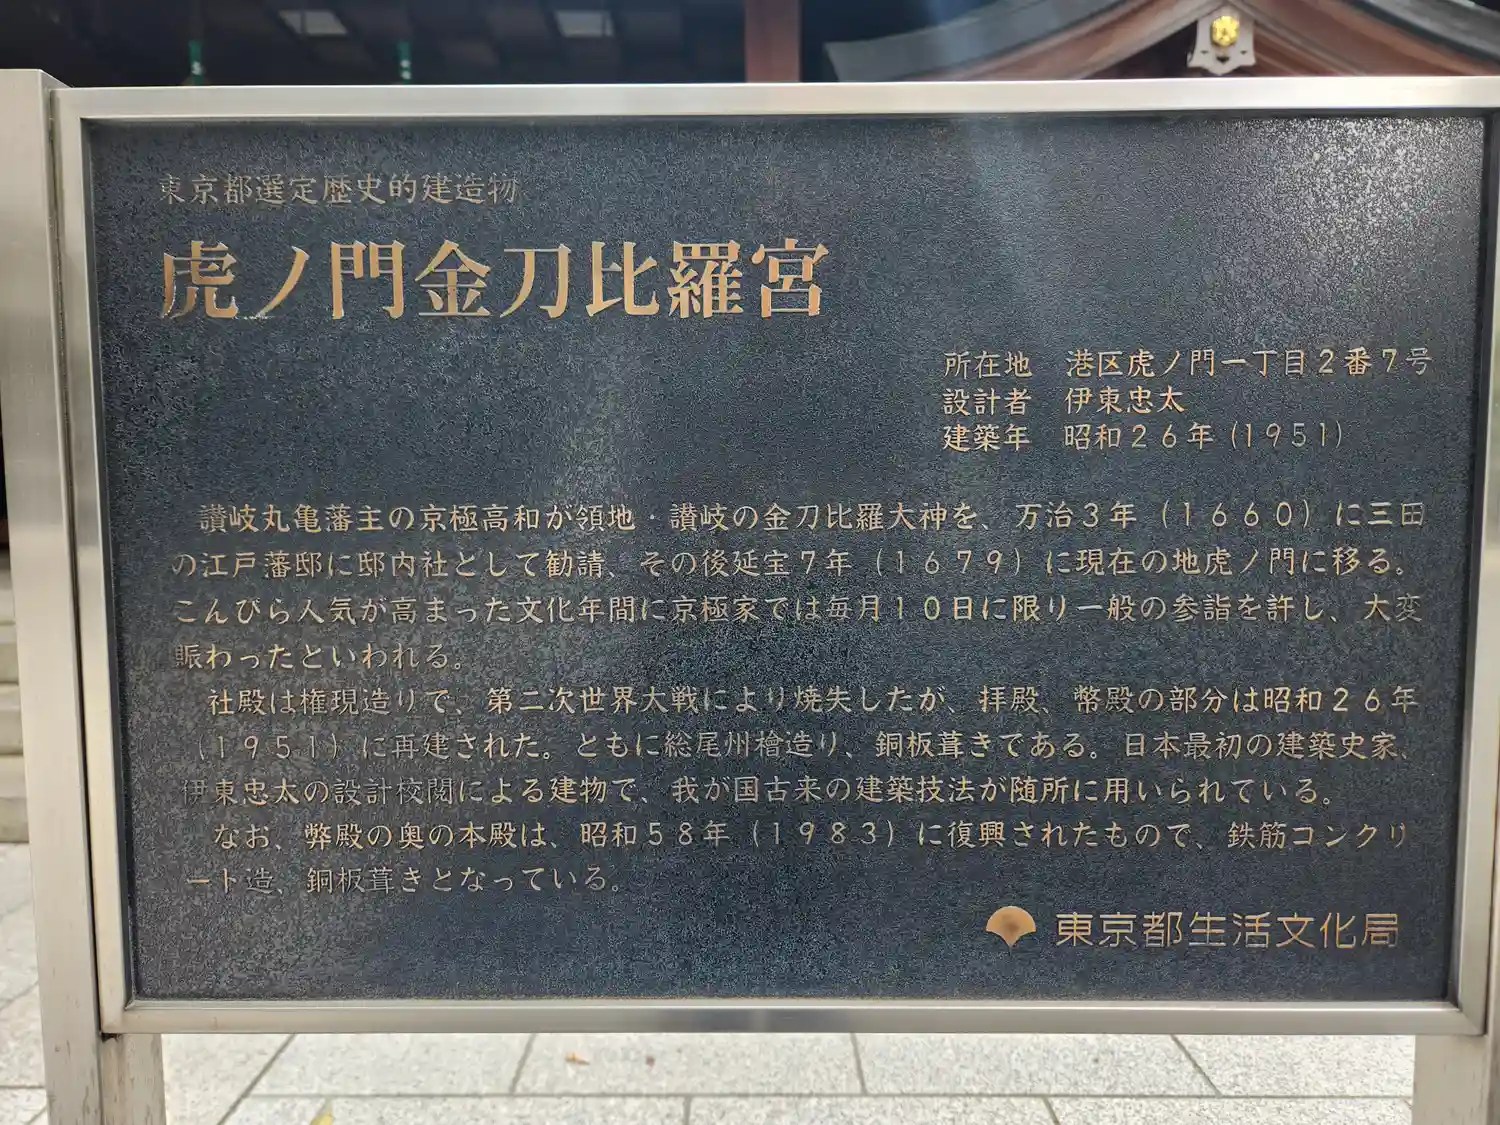 東京都選定歴史的建造物
虎ノ門金刀比羅宮
所在地　港区虎ノ門一丁目２番７号
設計者　伊東忠太
建築年　昭和２６年(１９５１)
讃岐丸亀藩主の京極高和が領地・讃岐の金刀比羅大神を、万治３年（１６６０）に三田
の江戸藩邸に邸内社として勧請、その後延宝７年（１６７９）に現在の地虎ノ門に移る。
こんぴら人気が高まった文化年間に京極家では毎月１０日に限り一般の参詣を許し、大変
賑わったといわれる。
社殿は権現造りで、第二次世界大戦により焼失したが、拝殿、幣殿の部分は昭和２６年
（１９５１）に再建された。ともに総尾州檜造り、銅板葺きである。日本最初の建築史家、
伊東忠太の設計校閲による建物で、我が国古来の建築技法が随所に用いられている。
なお、弊殿の奥の本殿は、昭和５８年（１９８３）に復興されたもので、鉄筋コンクリ
ート造、銅板葺きとなっている。
東京都生活文化局